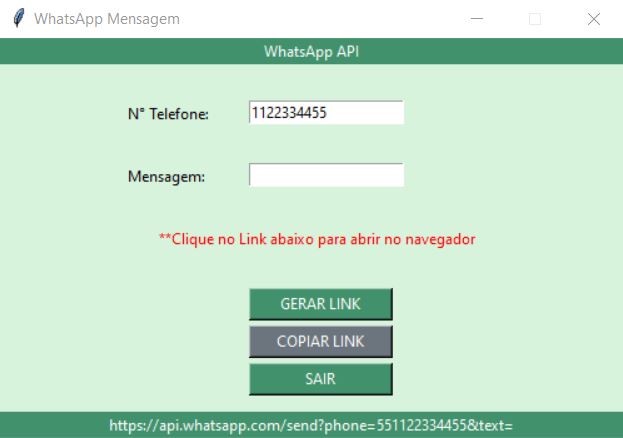 WhatsApp Mensagem
WhatsApp API
N° Telefone: 1122334455
Mensagem:
**Clique no Link abaixo para abrir no navegador
GERAR LINK
COPIAR LINK
SAIR
https://api.whatsapp.com/send?phone=551122334455&text=